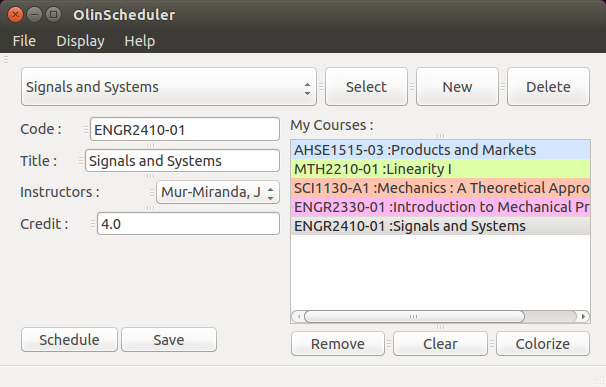 OlinScheduler
File Display Help
Signals and Systems Select New Delete
Code : ENGR2410-01
Title : Signals and Systems
Instructors : Mur-Miranda, J
Credit : 4.0
Schedule Save
My Courses :
AHSE1515-03 :Products and Markets
MTH2210-01 :Linearity I
SCI1130-A1 :Mechanics : A Theoretical Appro
ENGR2330-01 :Introduction to Mechanical Pr
ENGR2410-01 :Signals and Systems
Remove Clear Colorize